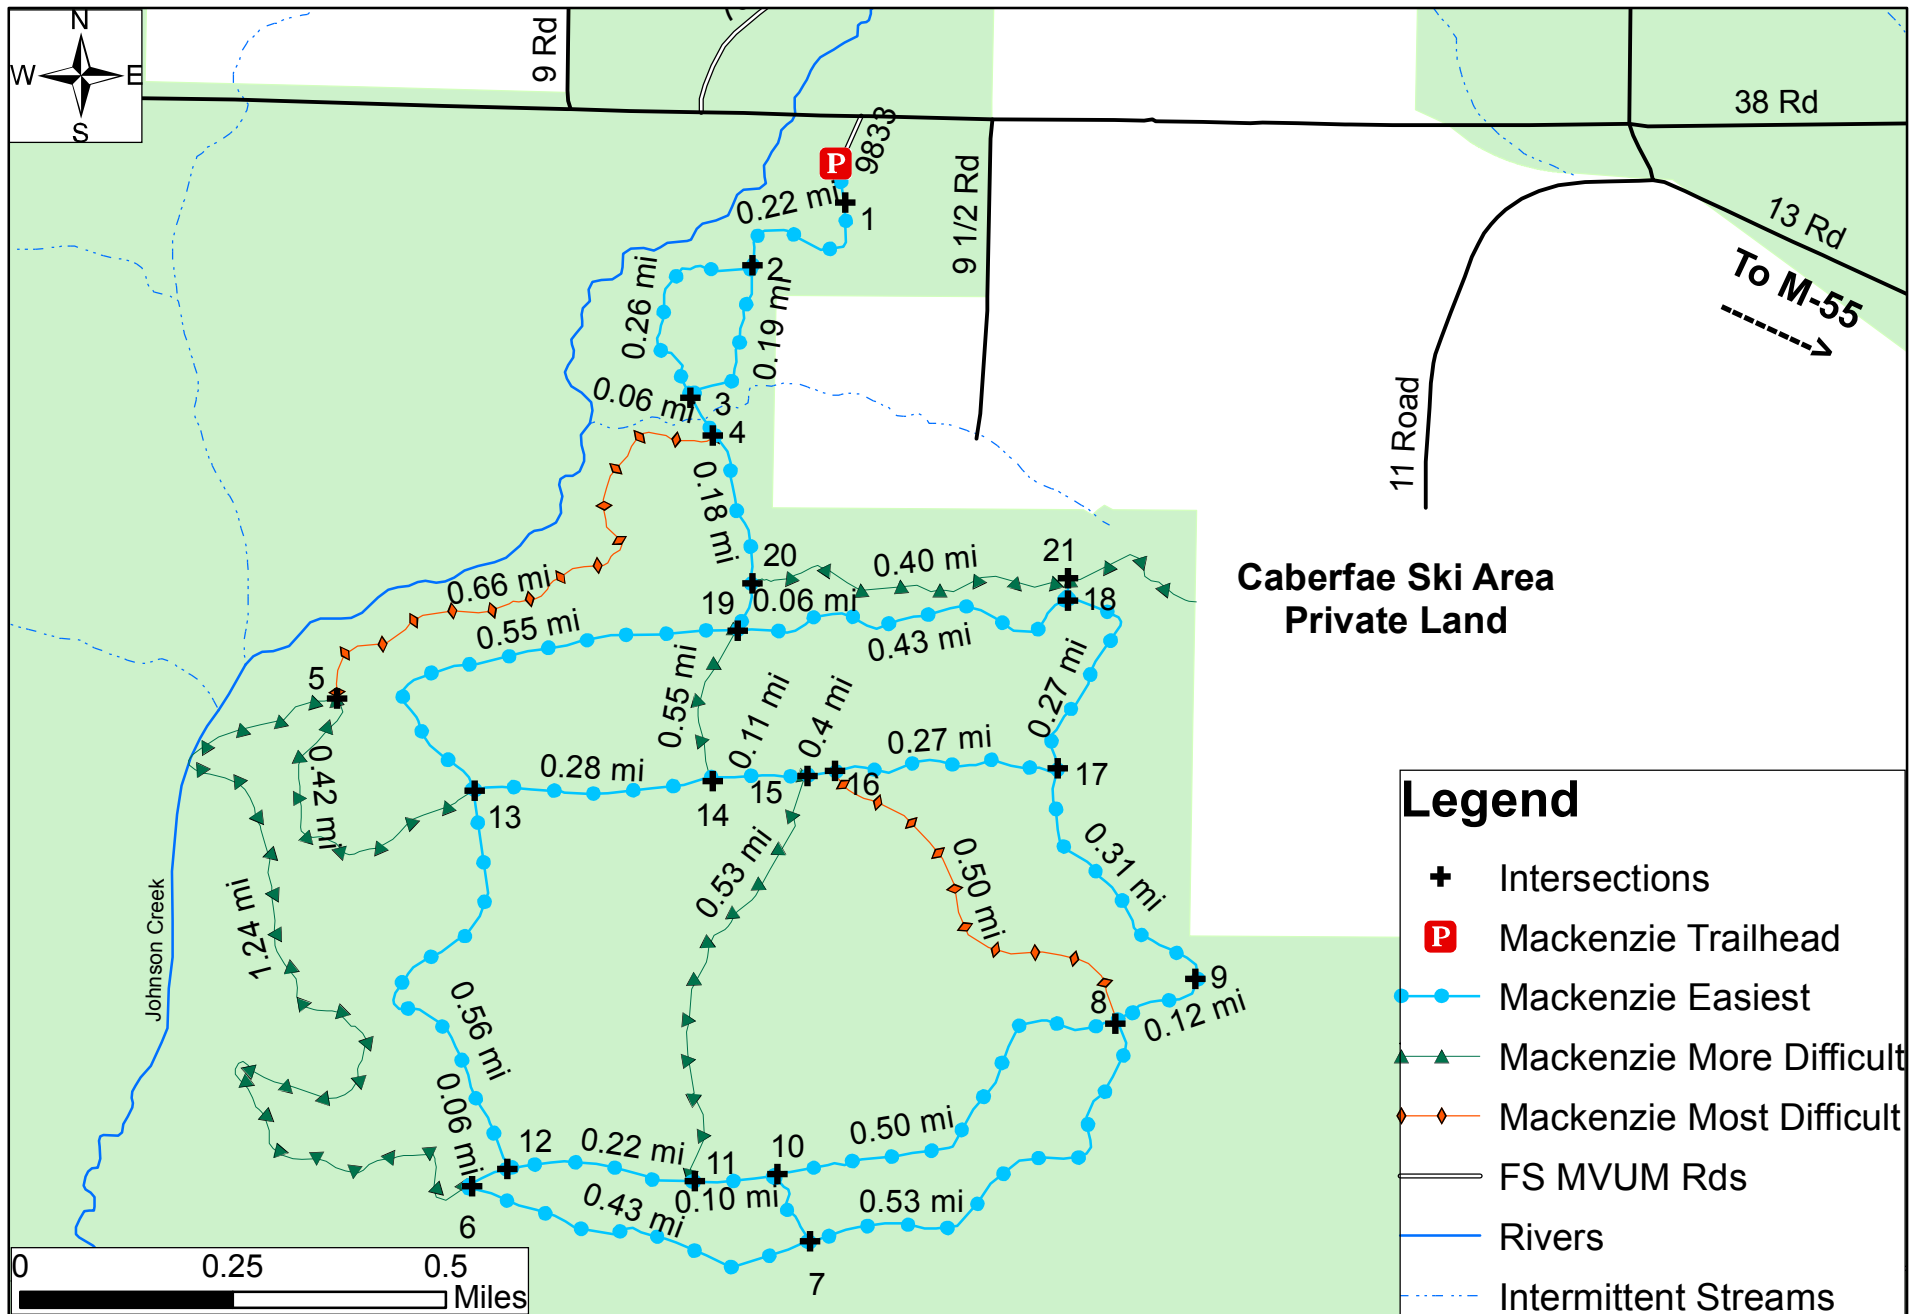 N
W E
S
9 Rd
38 Rd
9833
P
0.22 mi
1
9 1/2 Rd
13 Rd
To M-55
2
0.26 mi
0.19 mi
0.06 mi
3
4
11 Road
0.18 mi
20
0.40 mi
21
Caberfae Ski Area
Private Land
0.66 mi
19
0.06 mi
18
0.55 mi
0.43 mi
5
0.55 mi
0.11 mi
0.4 mi
0.27 mi
0.28 mi
0.27 mi
17
0.42 mi
13
14
15
16
0.53 mi
0.50 mi
0.31 mi
1.24 mi
Johnson Creek
9
8
0.12 mi
0.56 mi
0.06 mi
12
0.22 mi
11
10
0.50 mi
0.10 mi
6
0.43 mi
0.53 mi
7
0 0.25 0.5
Miles
Legend
Intersections
P Mackenzie Trailhead
Mackenzie Easiest
Mackenzie More Difficult
Mackenzie Most Difficult
FS MVUM Rds
Rivers
Intermittent Streams